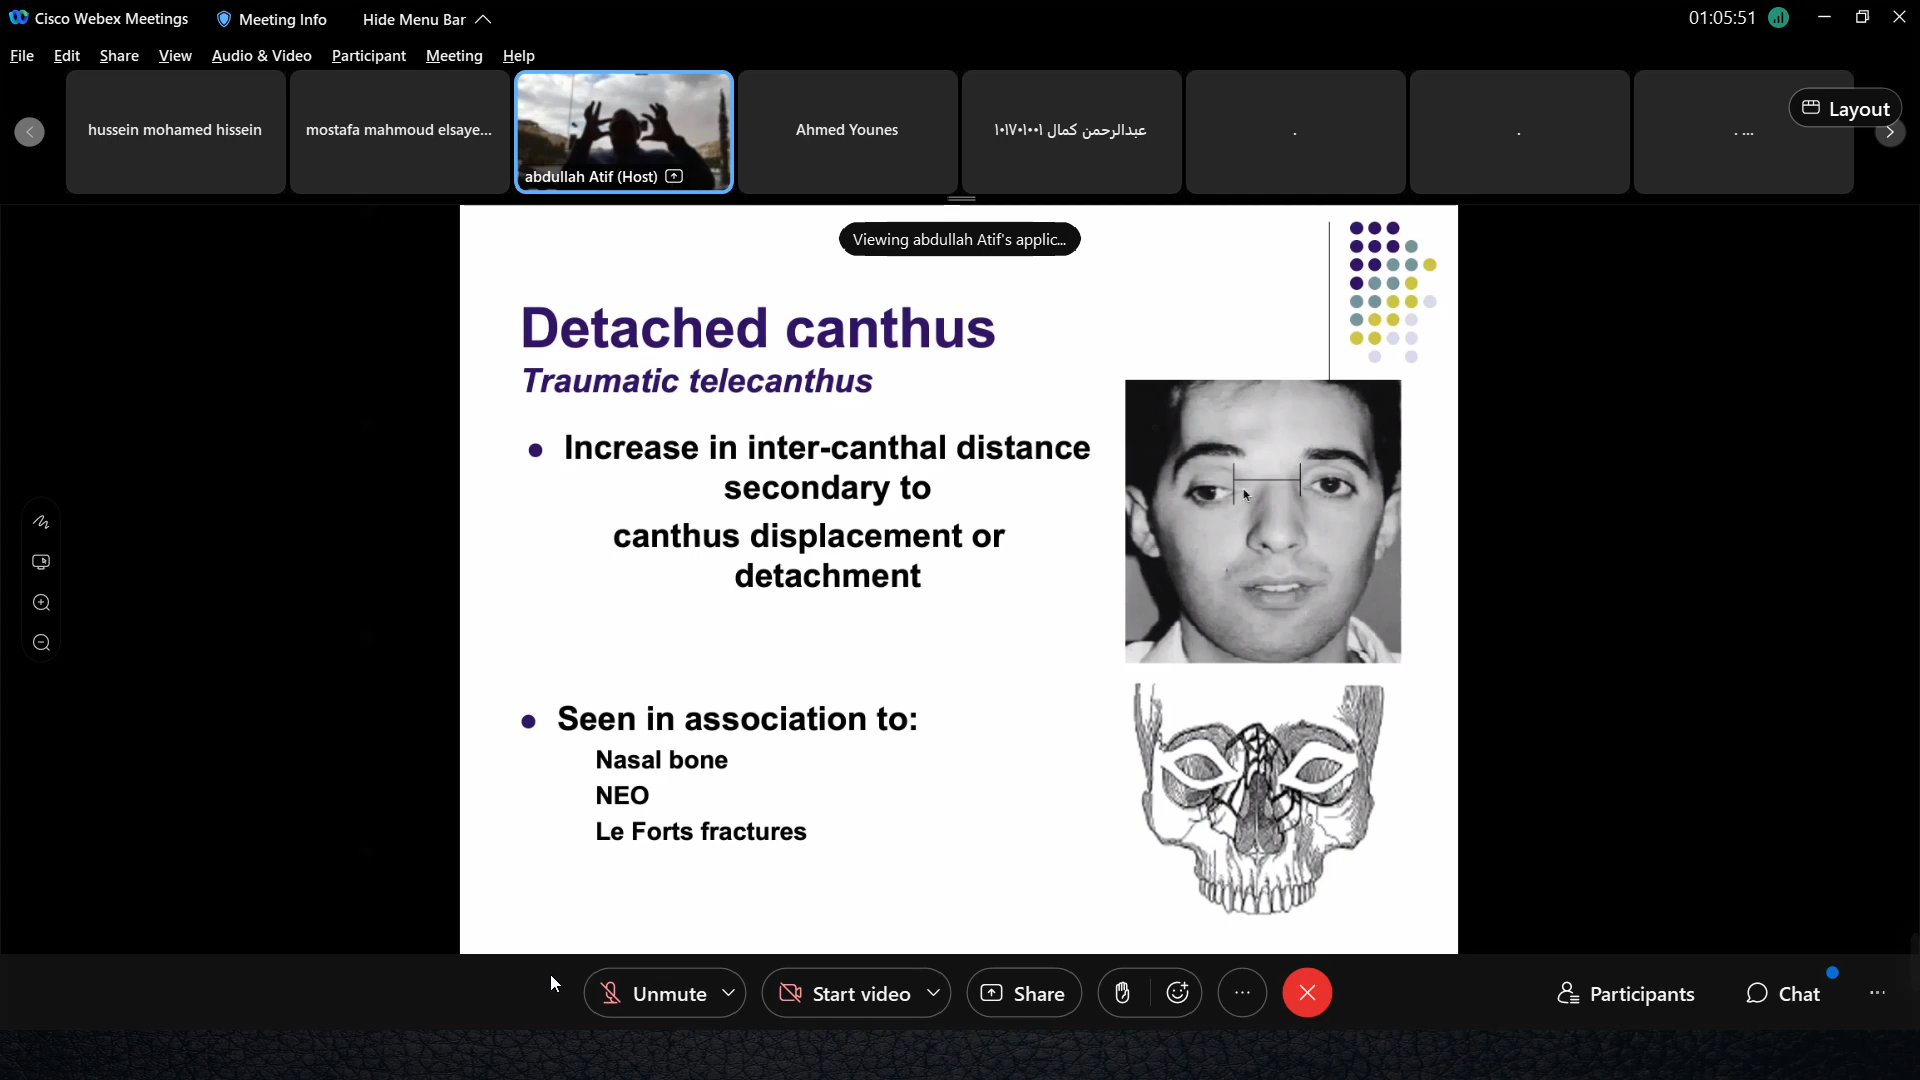 Cisco Webex Meetings
Meeting Info
Hide Menu Bar
01:05:51
File Edit Share View Audio & Video Participant Meeting Help
hussein mohamed hissein
mostafa mahmoud elsaye...
abdullah Atif (Host)
Ahmed Younes
عبدالرحمن كمال ١٠١٧٠١٠٠١
.
.
. ...
Layout
Viewing abdullah Atif's applic...
Detached canthus
Traumatic telecanthus
• Increase in inter-canthal distance
secondary to
canthus displacement or
detachment
• Seen in association to:
Nasal bone
NEO
Le Forts fractures
Unmute
Start video
Share
Participants
Chat